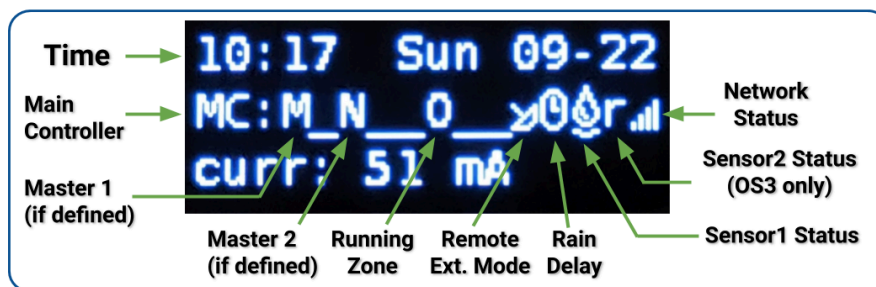 Time
10:17 Sun 09-22
Main
Controller
MC:M_N___O___r
Network
Status
curr: 51 mA
Master 1
(if defined)
Master 2
(if defined)
Running
Zone
Remote
Ext. Mode
Rain
Delay
Sensor1 Status
Sensor2 Status
(OS3 only)